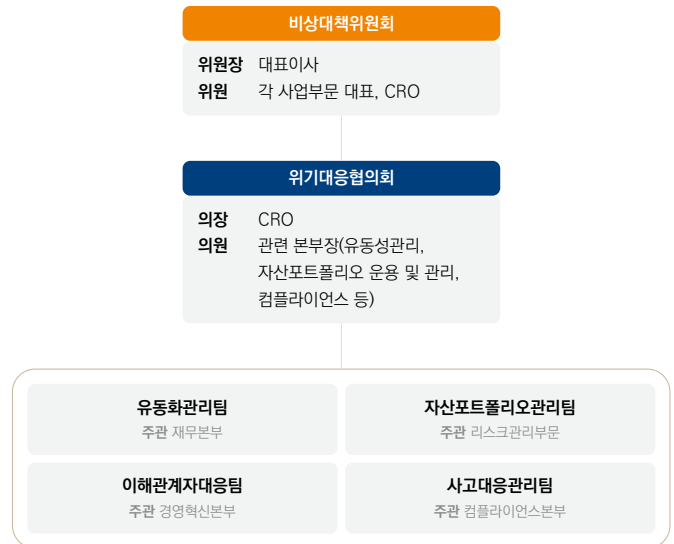 비상대책위원회
위원장 대표이사
위원 각 사업부문 대표, CRO
위기대응협의회
의장 CRO
의원 관련 본부장(유동성관리,
자산포트폴리오 운용 및 관리,
컴플라이언스 등)
유동화관리팀
주관 재무본부
자산포트폴리오관리팀
주관 리스크관리부문
이해관계자대응팀
주관 경영혁신본부
사고대응관리팀
주관 컴플라이언스본부